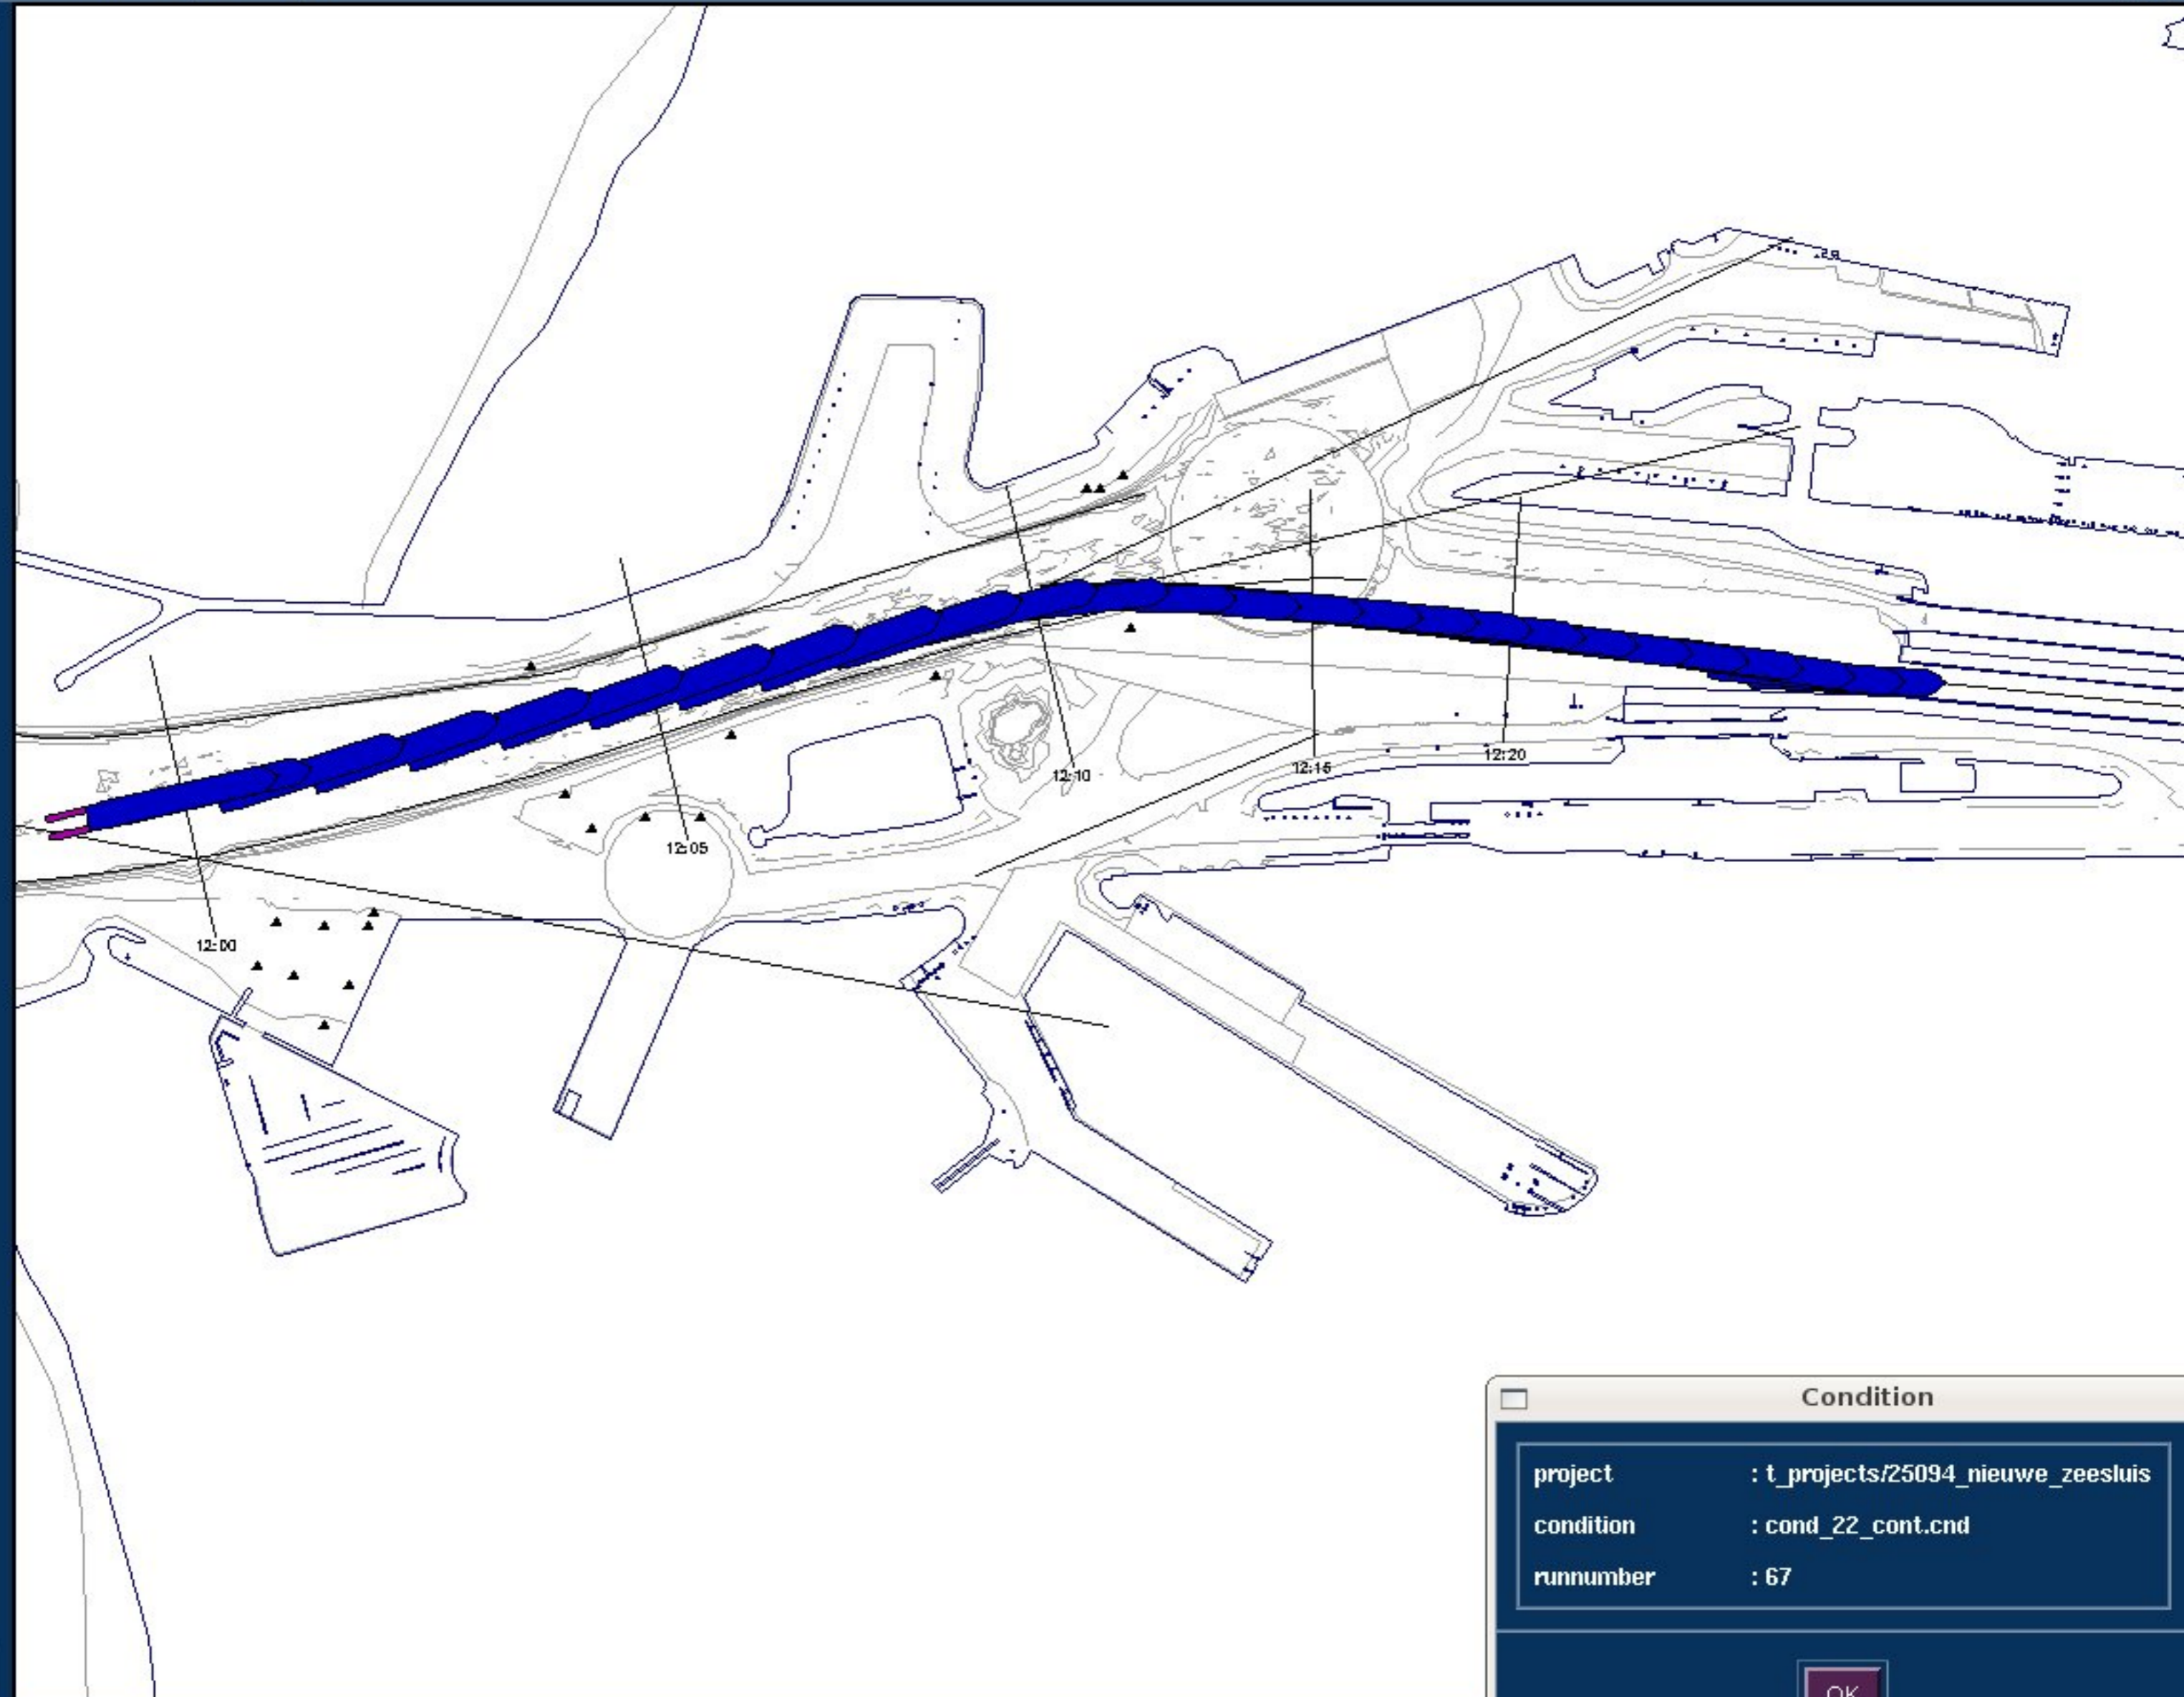 12:20
12:15
12:10
12:05
12:00
Condition
project : t_projects/25094_nieuwe_zeesluis
condition : cond_22_cont.cnd
runnumber : 67
OK